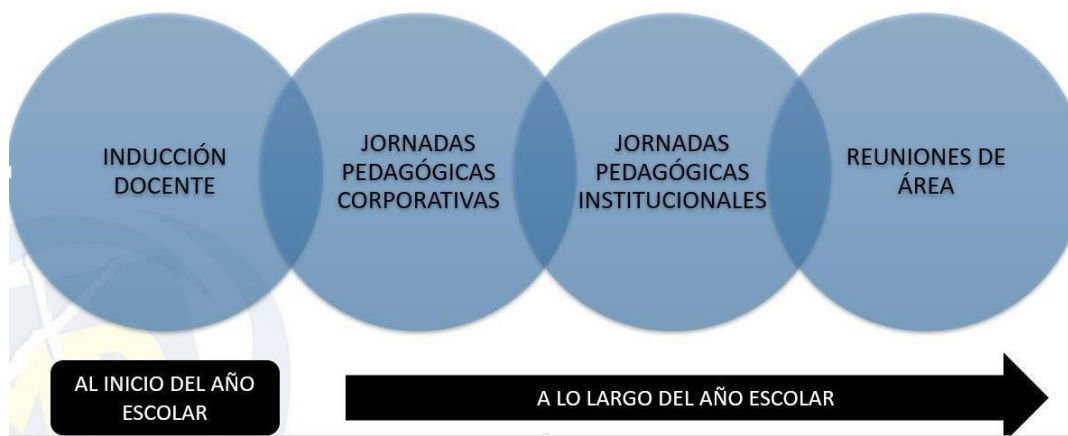 INDUCCIÓN
DOCENTE
JORNADAS
PEDAGÓGICAS
CORPORATIVAS
JORNADAS
PEDAGÓGICAS
INSTITUCIONALES
REUNIONES DE
ÁREA
AL INICIO DEL AÑO
ESCOLAR
A LO LARGO DEL AÑO ESCOLAR